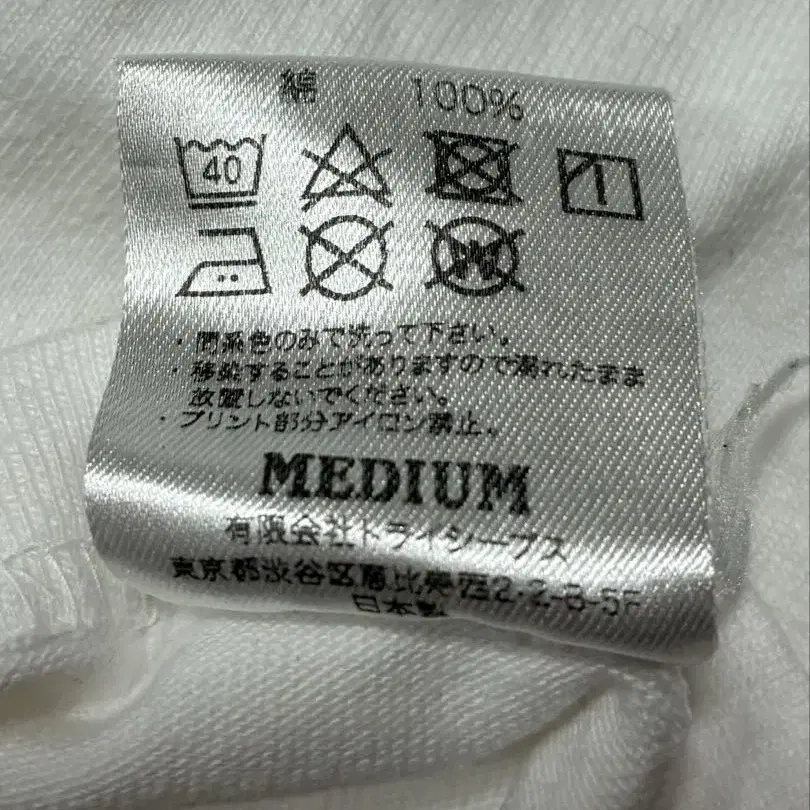 綿 100%
40
W
・同系色のみで洗って下さい。
・移染することがありますので濡れたまま
放置しないでください。
・プリント部分アイロン禁止。
MEDIUM
有限会社トライシープス
東京都渋谷区恵比寿西2-2-8-5F
日本製